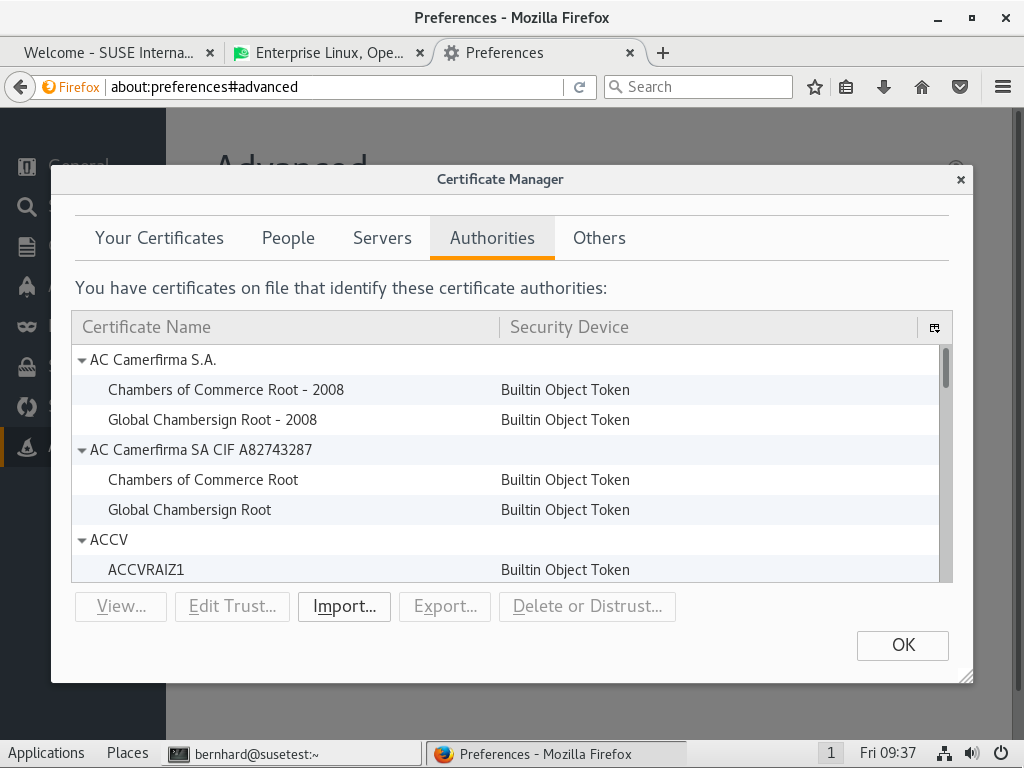 Preferences - Mozilla Firefox
Welcome - SUSE Interna...
Enterprise Linux, Ope...
Preferences
Firefox
about:preferences#advanced
Search
General
Advanced
Certificate Manager
Your Certificates
People
Servers
Authorities
Others
You have certificates on file that identify these certificate authorities:
Certificate Name
Security Device
AC Camerfirma S.A.
Chambers of Commerce Root - 2008
Builtin Object Token
Global Chambersign Root - 2008
Builtin Object Token
AC Camerfirma SA CIF A82743287
Chambers of Commerce Root
Builtin Object Token
Global Chambersign Root
Builtin Object Token
ACCV
ACCVRAIZ1
Builtin Object Token
View...
Edit Trust...
Import...
Export...
Delete or Distrust...
OK
Applications
Places
bernhard@susetest:~
Preferences - Mozilla Firefox
1
Fri 09:37